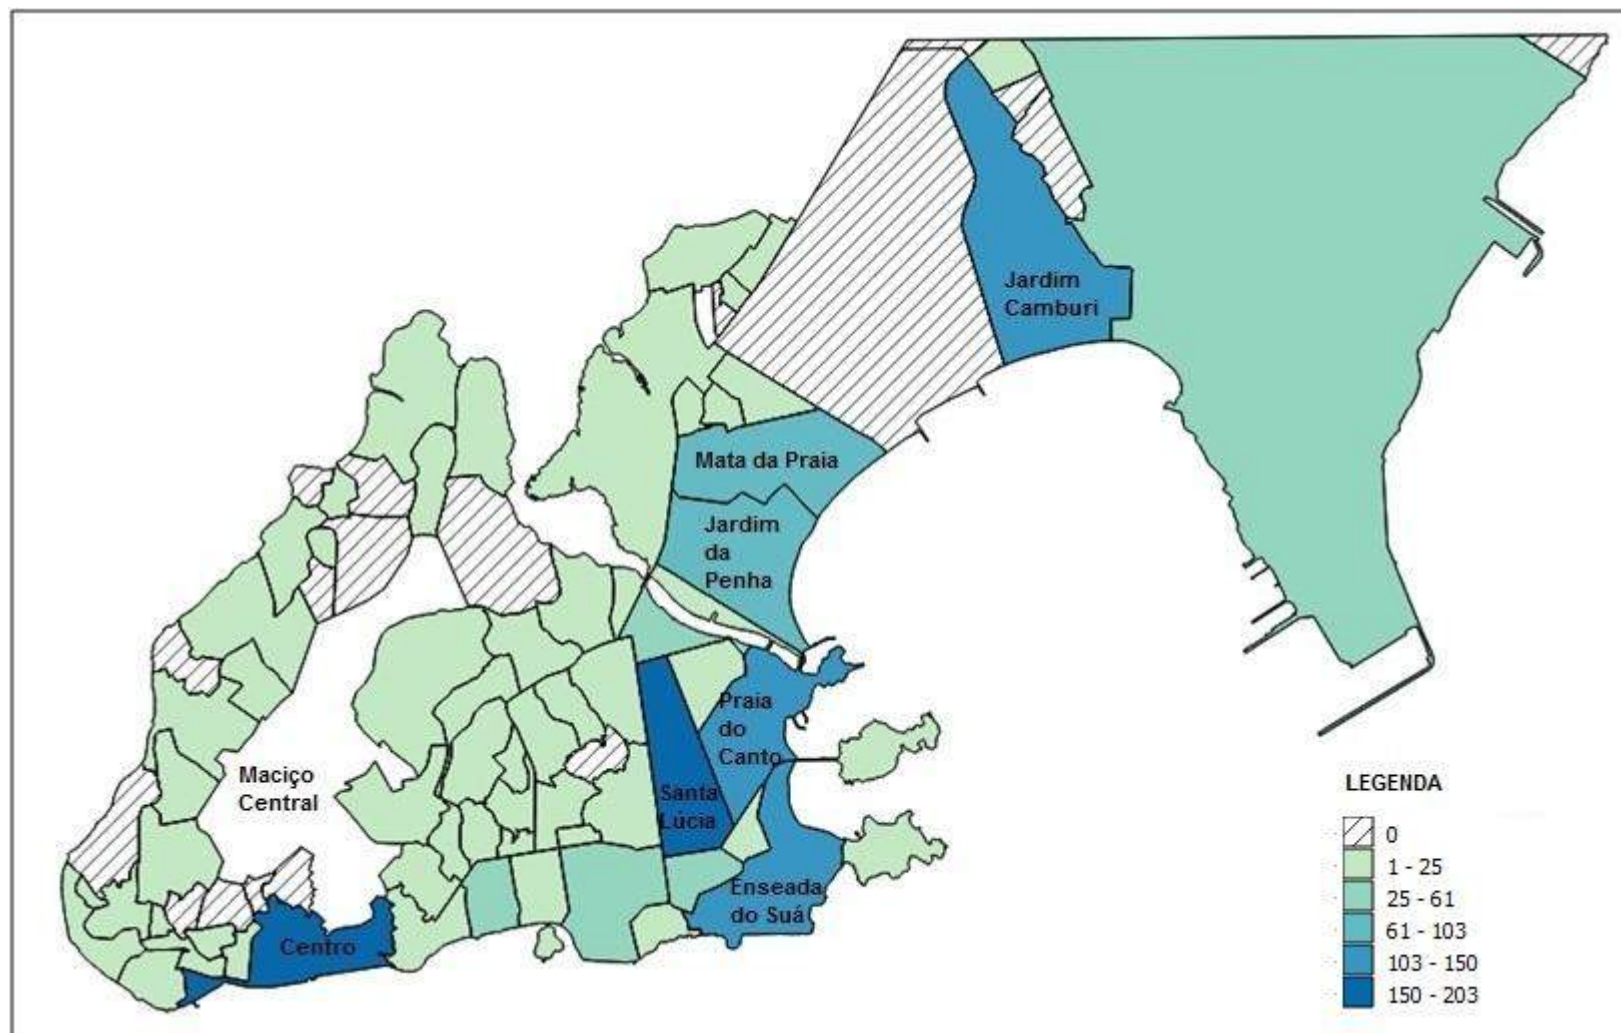 Jardim
Camburi
Mata da Praia
Jardim
da
Penha
Praia
do
Canto
Maciço
Central
Santa
Lúcia
Enseada
do Suá
Centro
LEGENDA
0
1 - 25
25 - 61
61 - 103
103 - 150
150 - 203